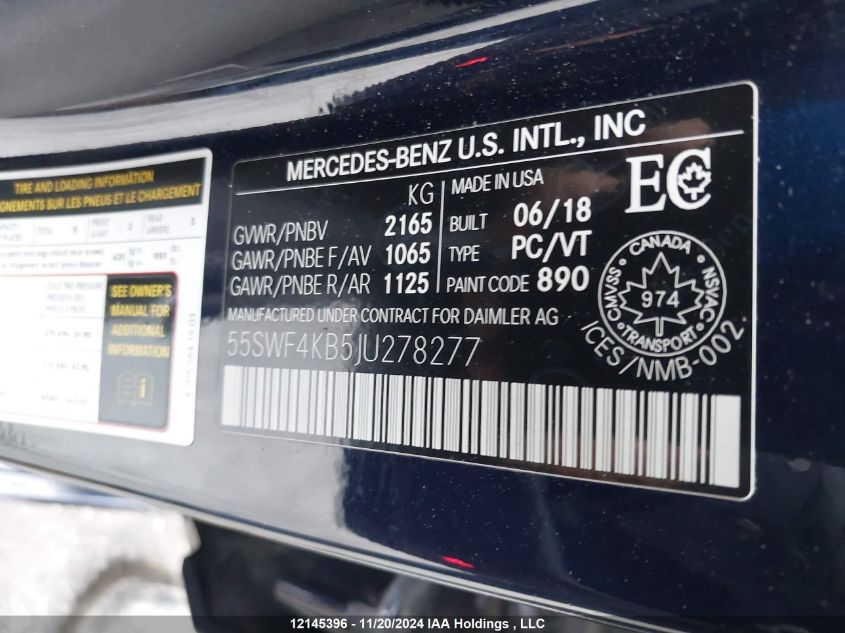 MERCEDES-BENZ U.S. INTL., INC
KG
MADE IN USA
EC
GVWR/PNBV 2165
BUILT 06/18
GAWR/PNBE F/AV 1065
TYPE PC/VT
GAWR/PNBE R/AR 1125
PAINT CODE 890
MANUFACTURED UNDER CONTRACT FOR DAIMLER AG
55SWF4KB5JU278277
CANADA
CMVSS
NSVAC
974
TRANSPORT
ICES/NMB-002
TIRE AND LOADING INFORMATION
SUR LES PNEUS ET LE CHARGEMENT
SEE OWNER'S
MANUAL FOR
ADDITIONAL
INFORMATION
12145396 - 11/20/2024 IAA Holdings , LLC